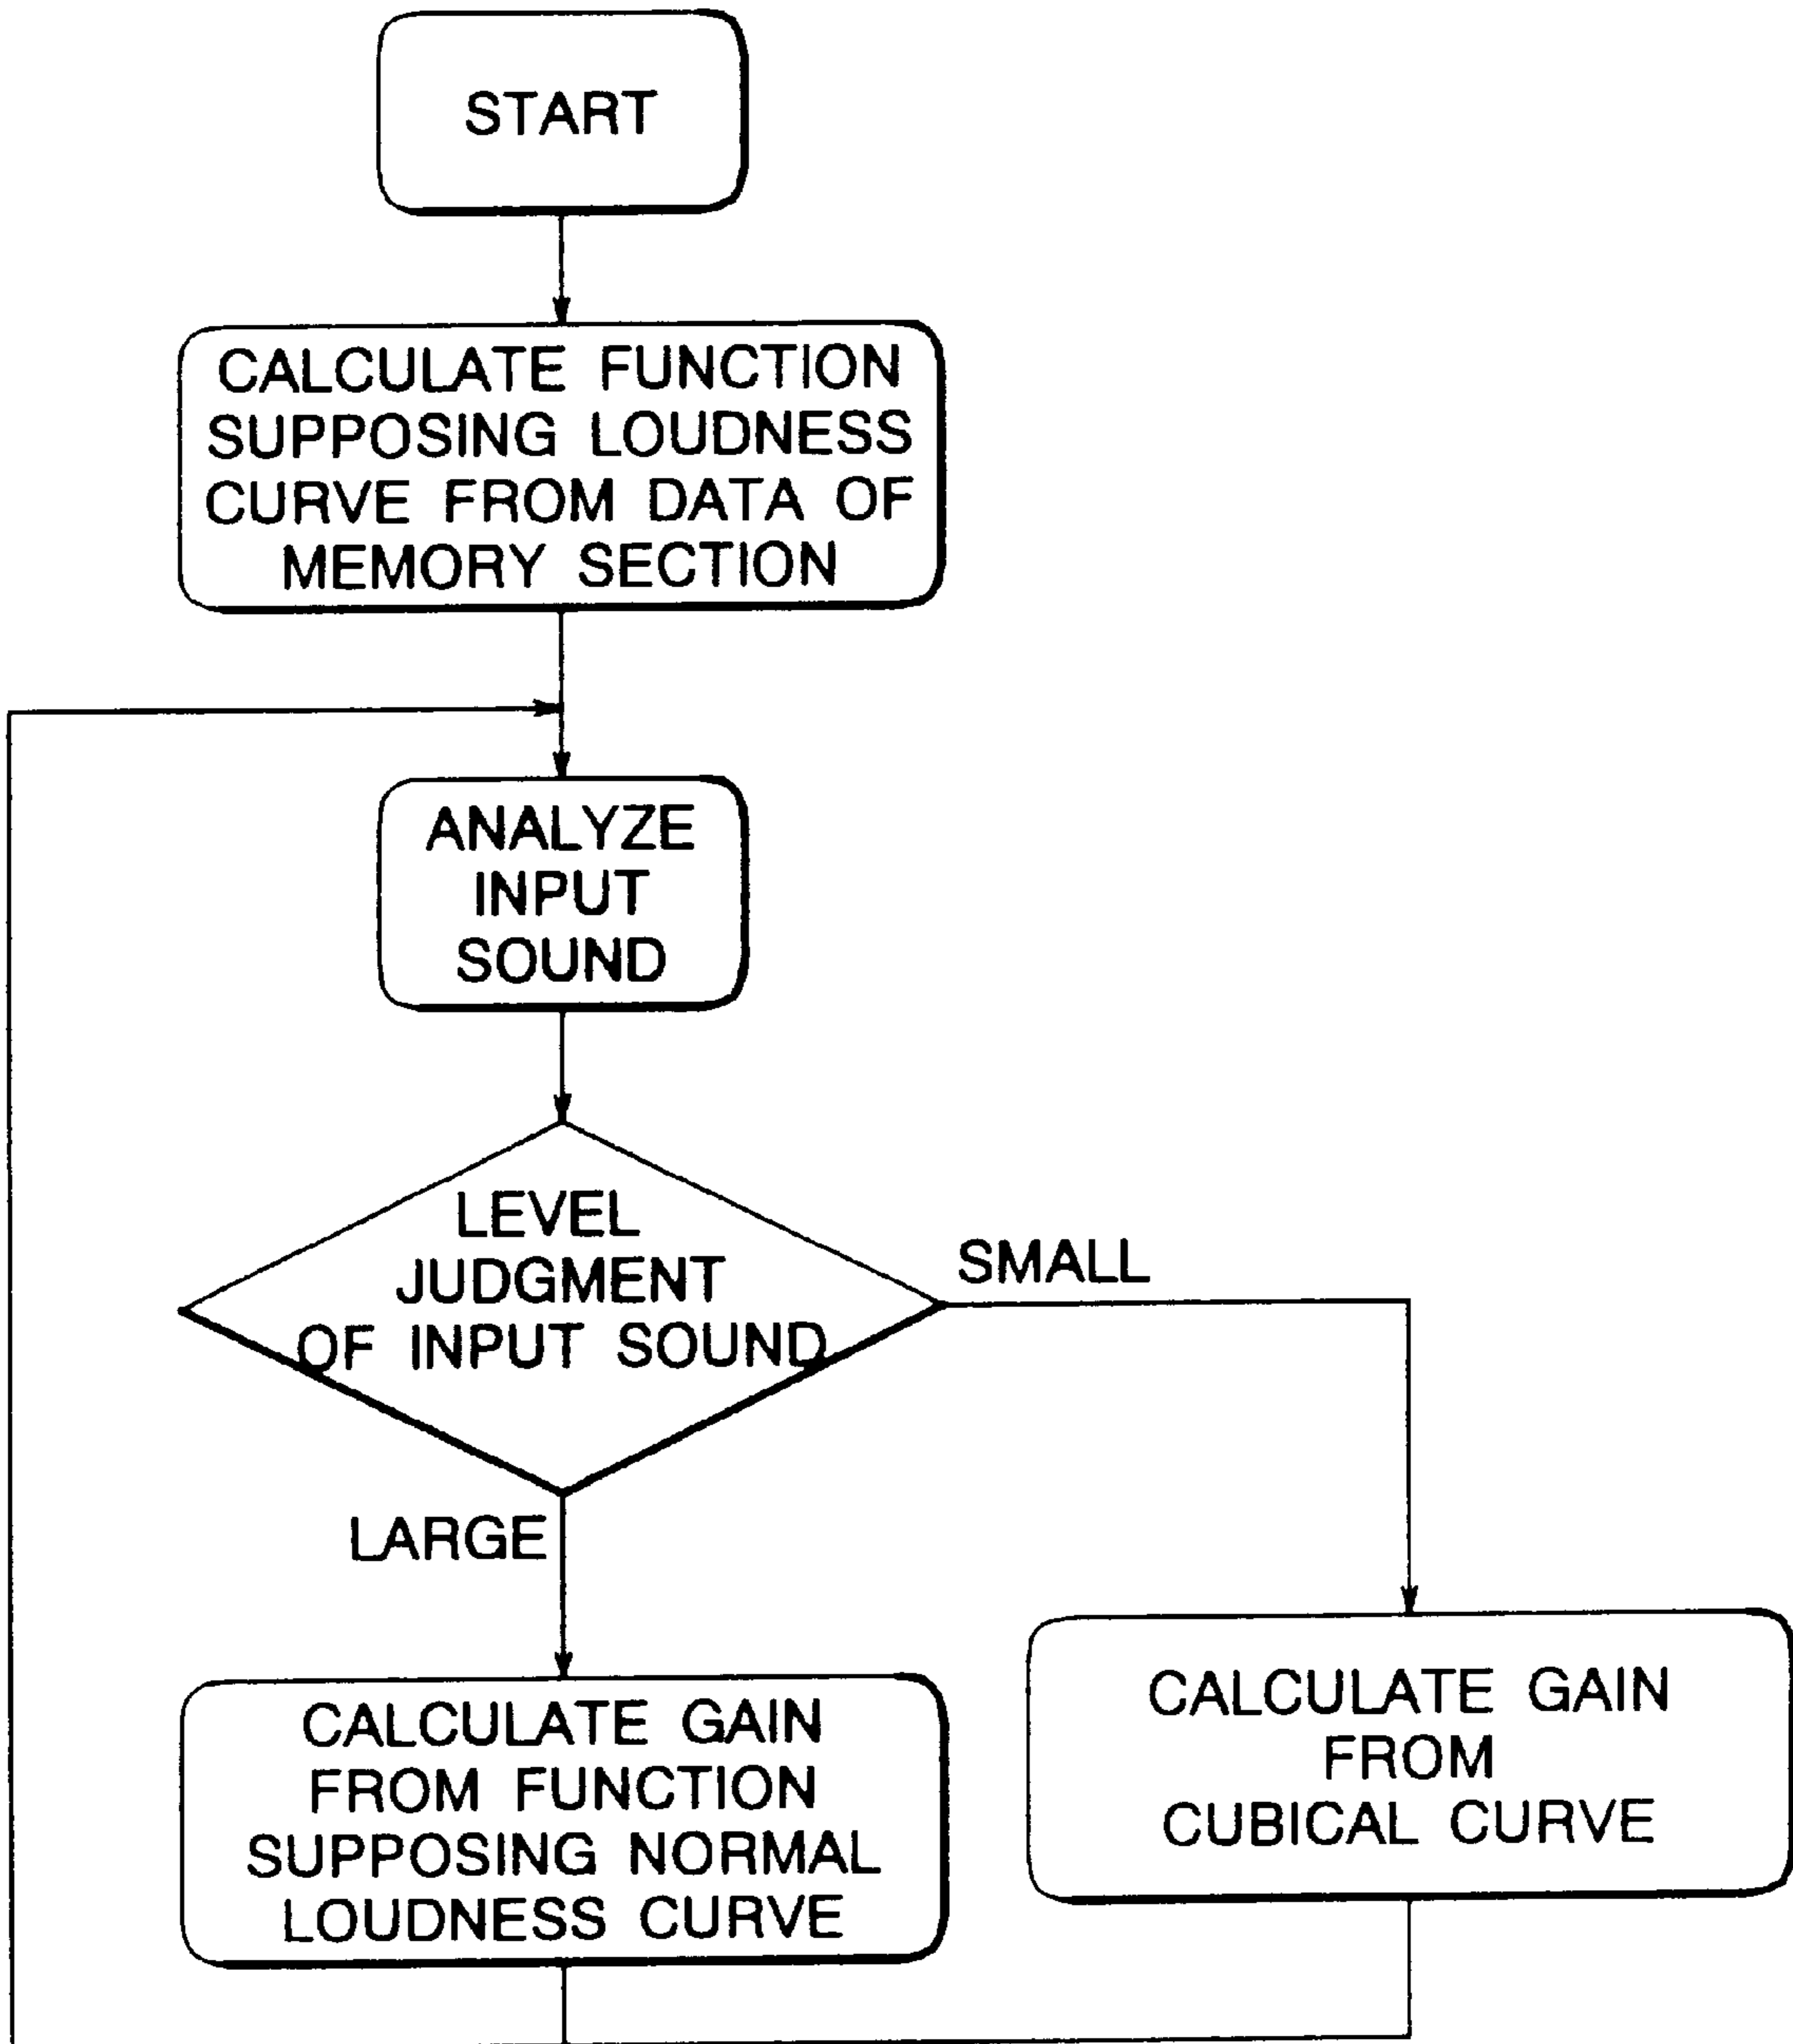 START
CALCULATE FUNCTION
SUPPOSING LOUDNESS
CURVE FROM DATA OF
MEMORY SECTION
ANALYZE
INPUT
SOUND
LEVEL
JUDGMENT
OF INPUT SOUND
SMALL
LARGE
CALCULATE GAIN
FROM FUNCTION
SUPPOSING NORMAL
LOUDNESS CURVE
CALCULATE GAIN
FROM
CUBICAL CURVE